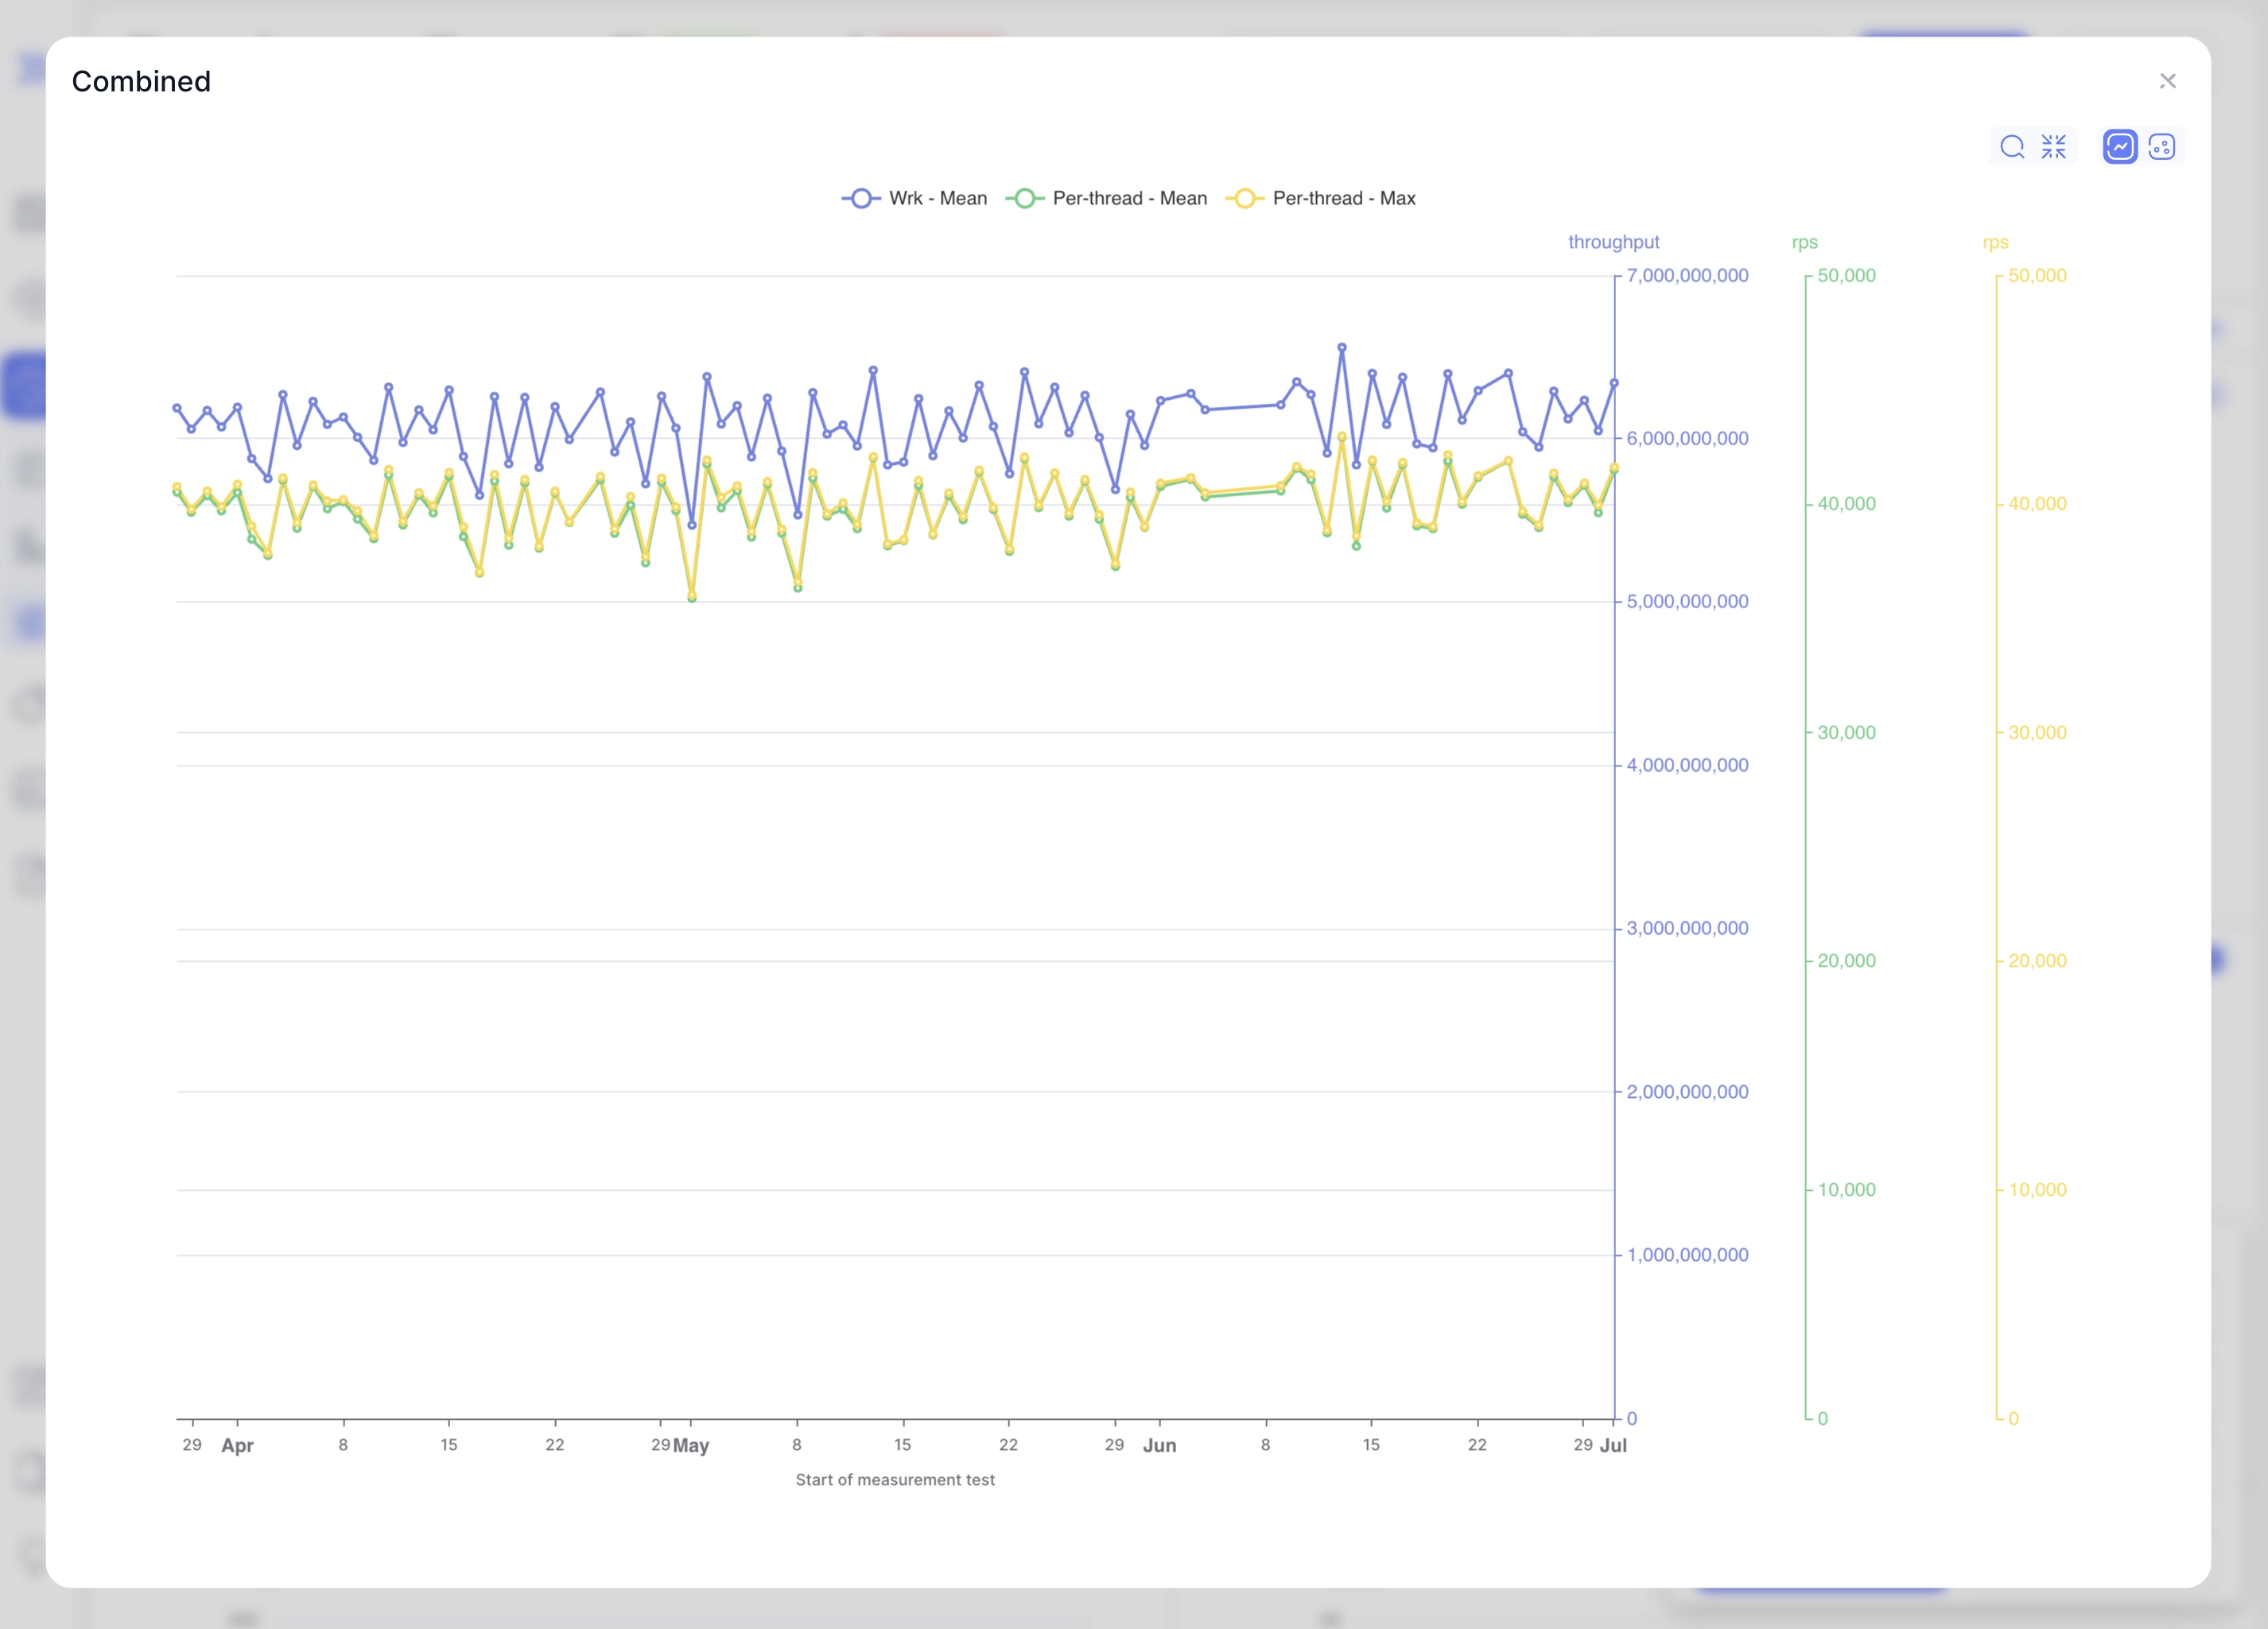 Combined
Wrk - Mean Per-thread - Mean Per-thread - Max
throughput rps rps
7,000,000,000 50,000 50,000
6,000,000,000
40,000 40,000
5,000,000,000
30,000 30,000
4,000,000,000
3,000,000,000
20,000 20,000
2,000,000,000
10,000 10,000
1,000,000,000
0 0 0
29 Apr 8 15 22 29 May 8 15 22 29 Jun 8 15 22 29 Jul
Start of measurement test